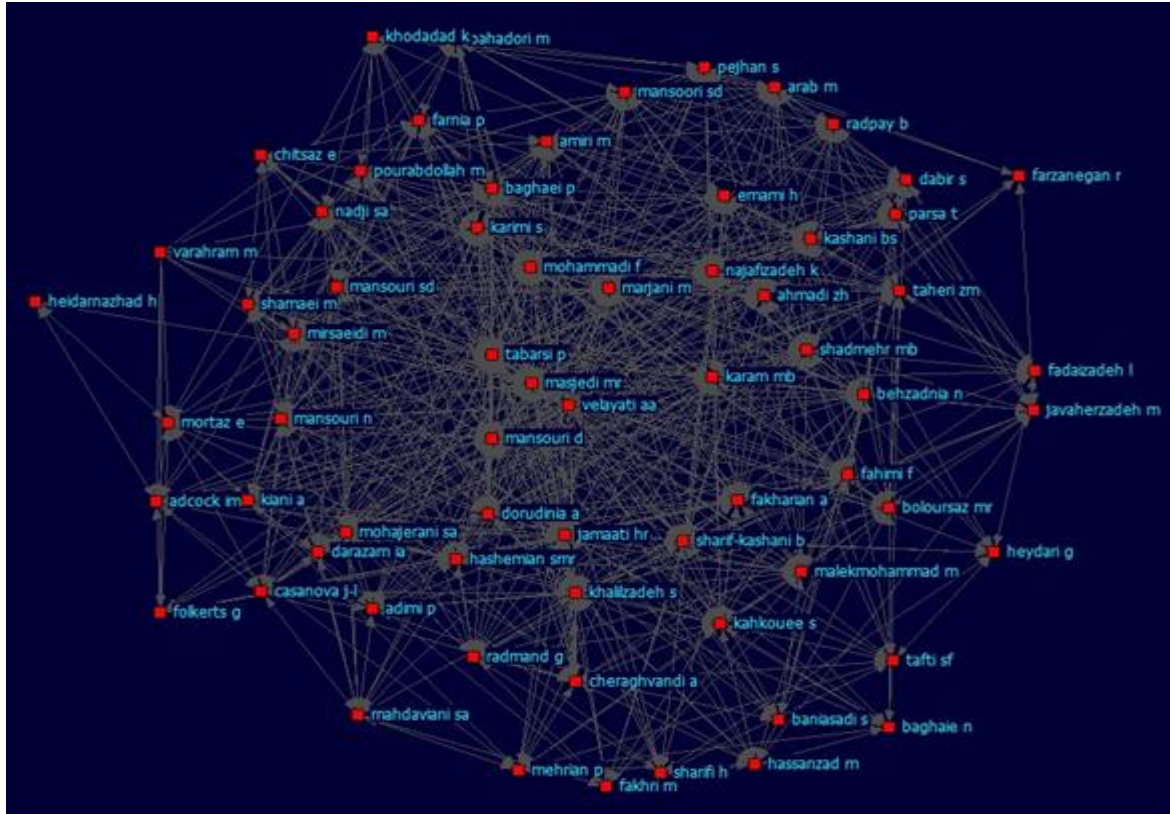 khodadad k
bahadori m
pejhan s
mansoori sd
arab m
farnia p
radpay b
amiri m
chitsaz e
pourabdollah m
dabir s
farzanegan r
baghaei p
emami h
nadji sa
parsa t
karimi s
kashani bs
varahram m
mohammadi f
najafizadeh k
mansouri sd
marjani m
ahmadi zh
taheri zm
heidarnazhad h
shamaei m
mirsaeidi m
shadmehr mb
tabarsi p
fadaizadeh l
masjedi mr
karam mb
behzadnia n
velayati aa
javaherzadeh m
mortaz e
mansouri n
mansouri d
fahimi f
adcock im
kiani a
fakharian a
boloursaz mr
dorudinia a
mohajerani sa
jamaati hr
sharif-kashani b
darazam ia
hashemian smr
heydari g
malekmohammad m
casanova j-l
khalilzadeh s
folkerts g
adimi p
kahkouee s
radmand g
tafti sf
cheraghvandi a
mahdaviani sa
baniasadi s
baghaie n
mehrian p
sharifi h
hassanzad m
fakhri m